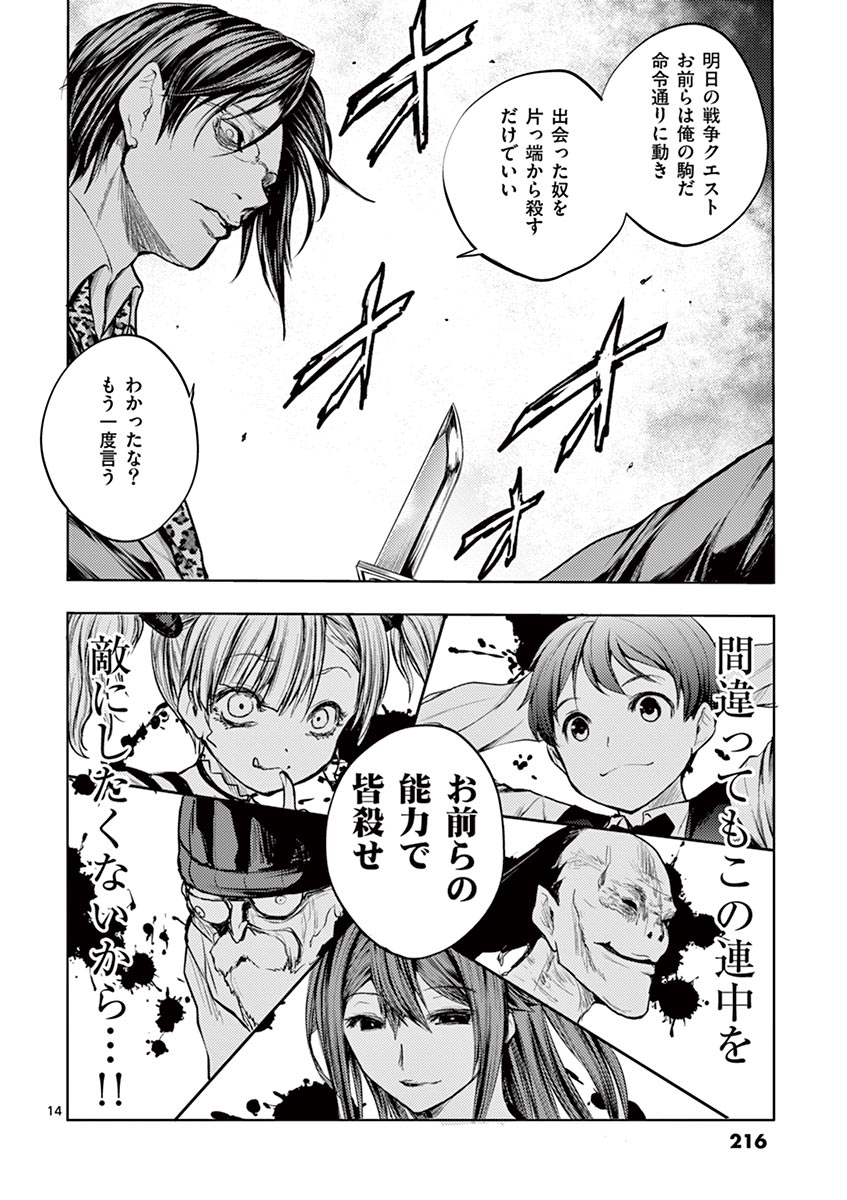 明日の戦争クエスト
お前らは俺の駒だ
命令通りに動き
出会った奴を
片っ端から殺す
だけでいい
わかったな?
もう一度言う
間違ってもこの連中を
お前らの
能力で
皆殺せ
敵にしたくないから…!!
14
216